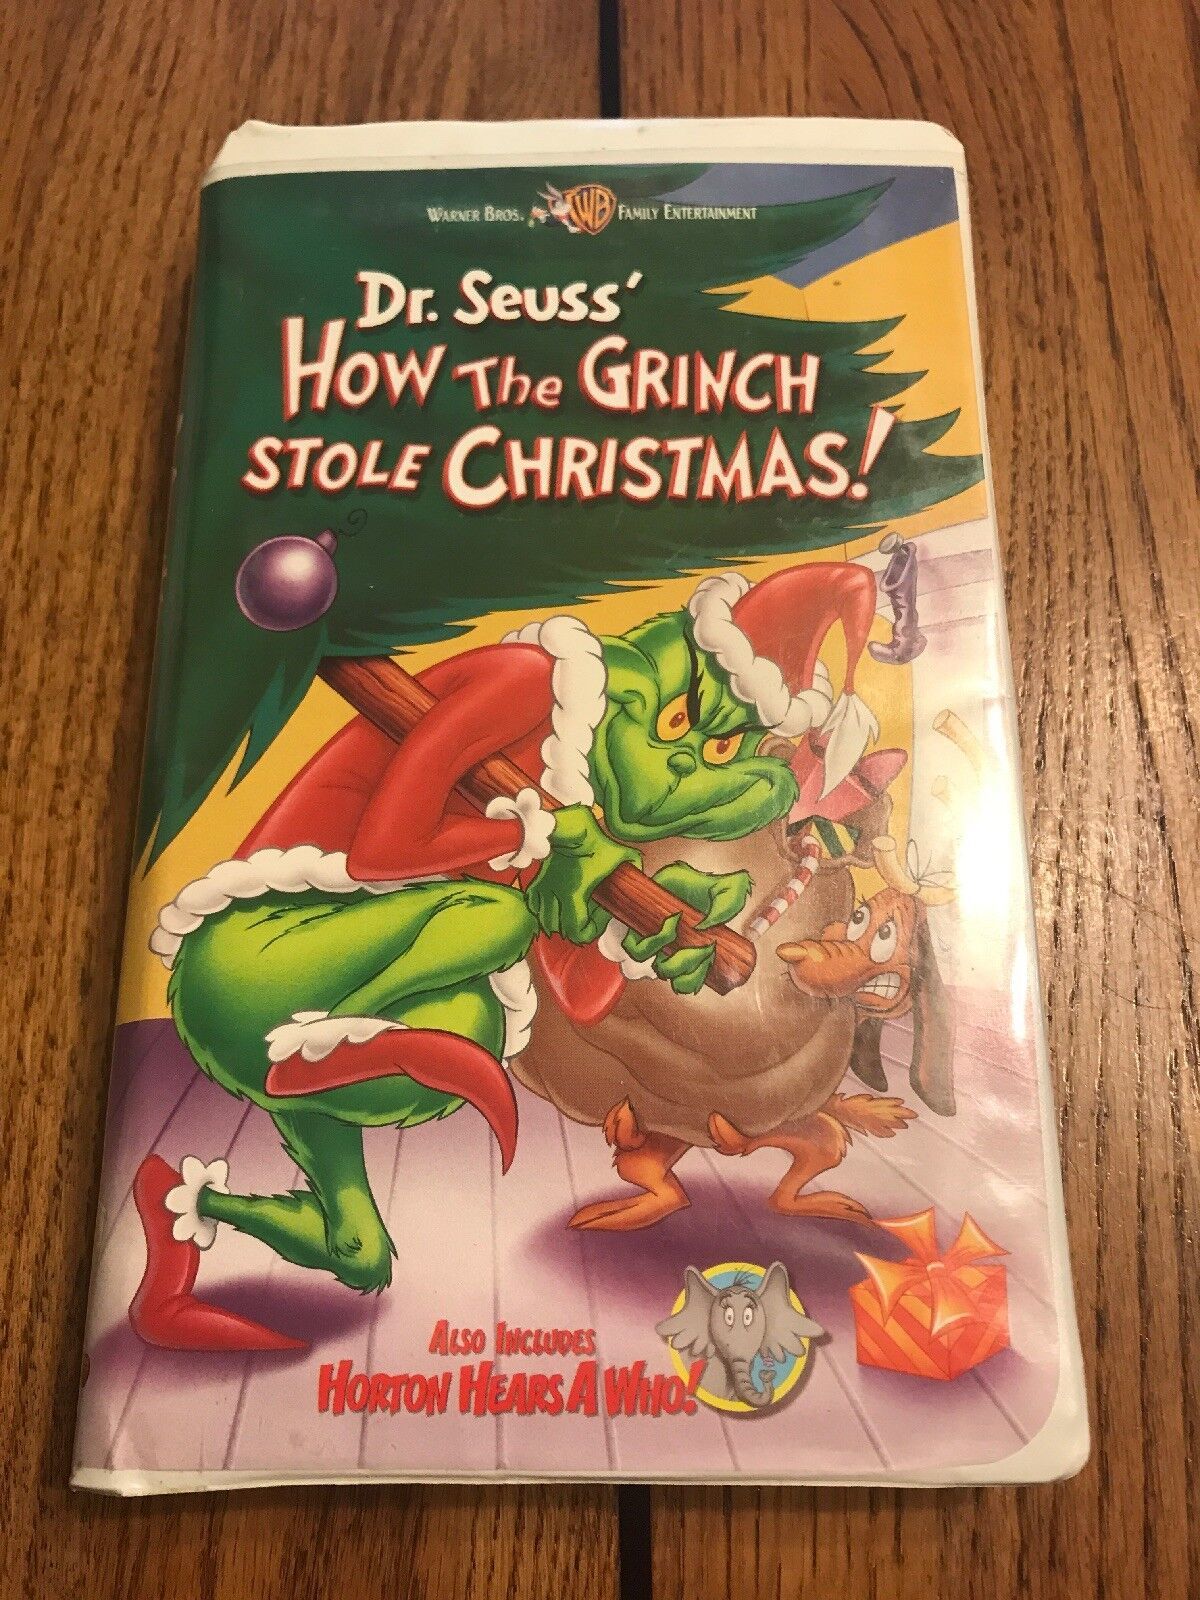 WARNER BROS. WB FAMILY ENTERTAINMENT
Dr. Seuss'
HOW The GRINCH
STOLE CHRISTMAS!
ALSO INCLUDES
HORTON HEARS A WHO!